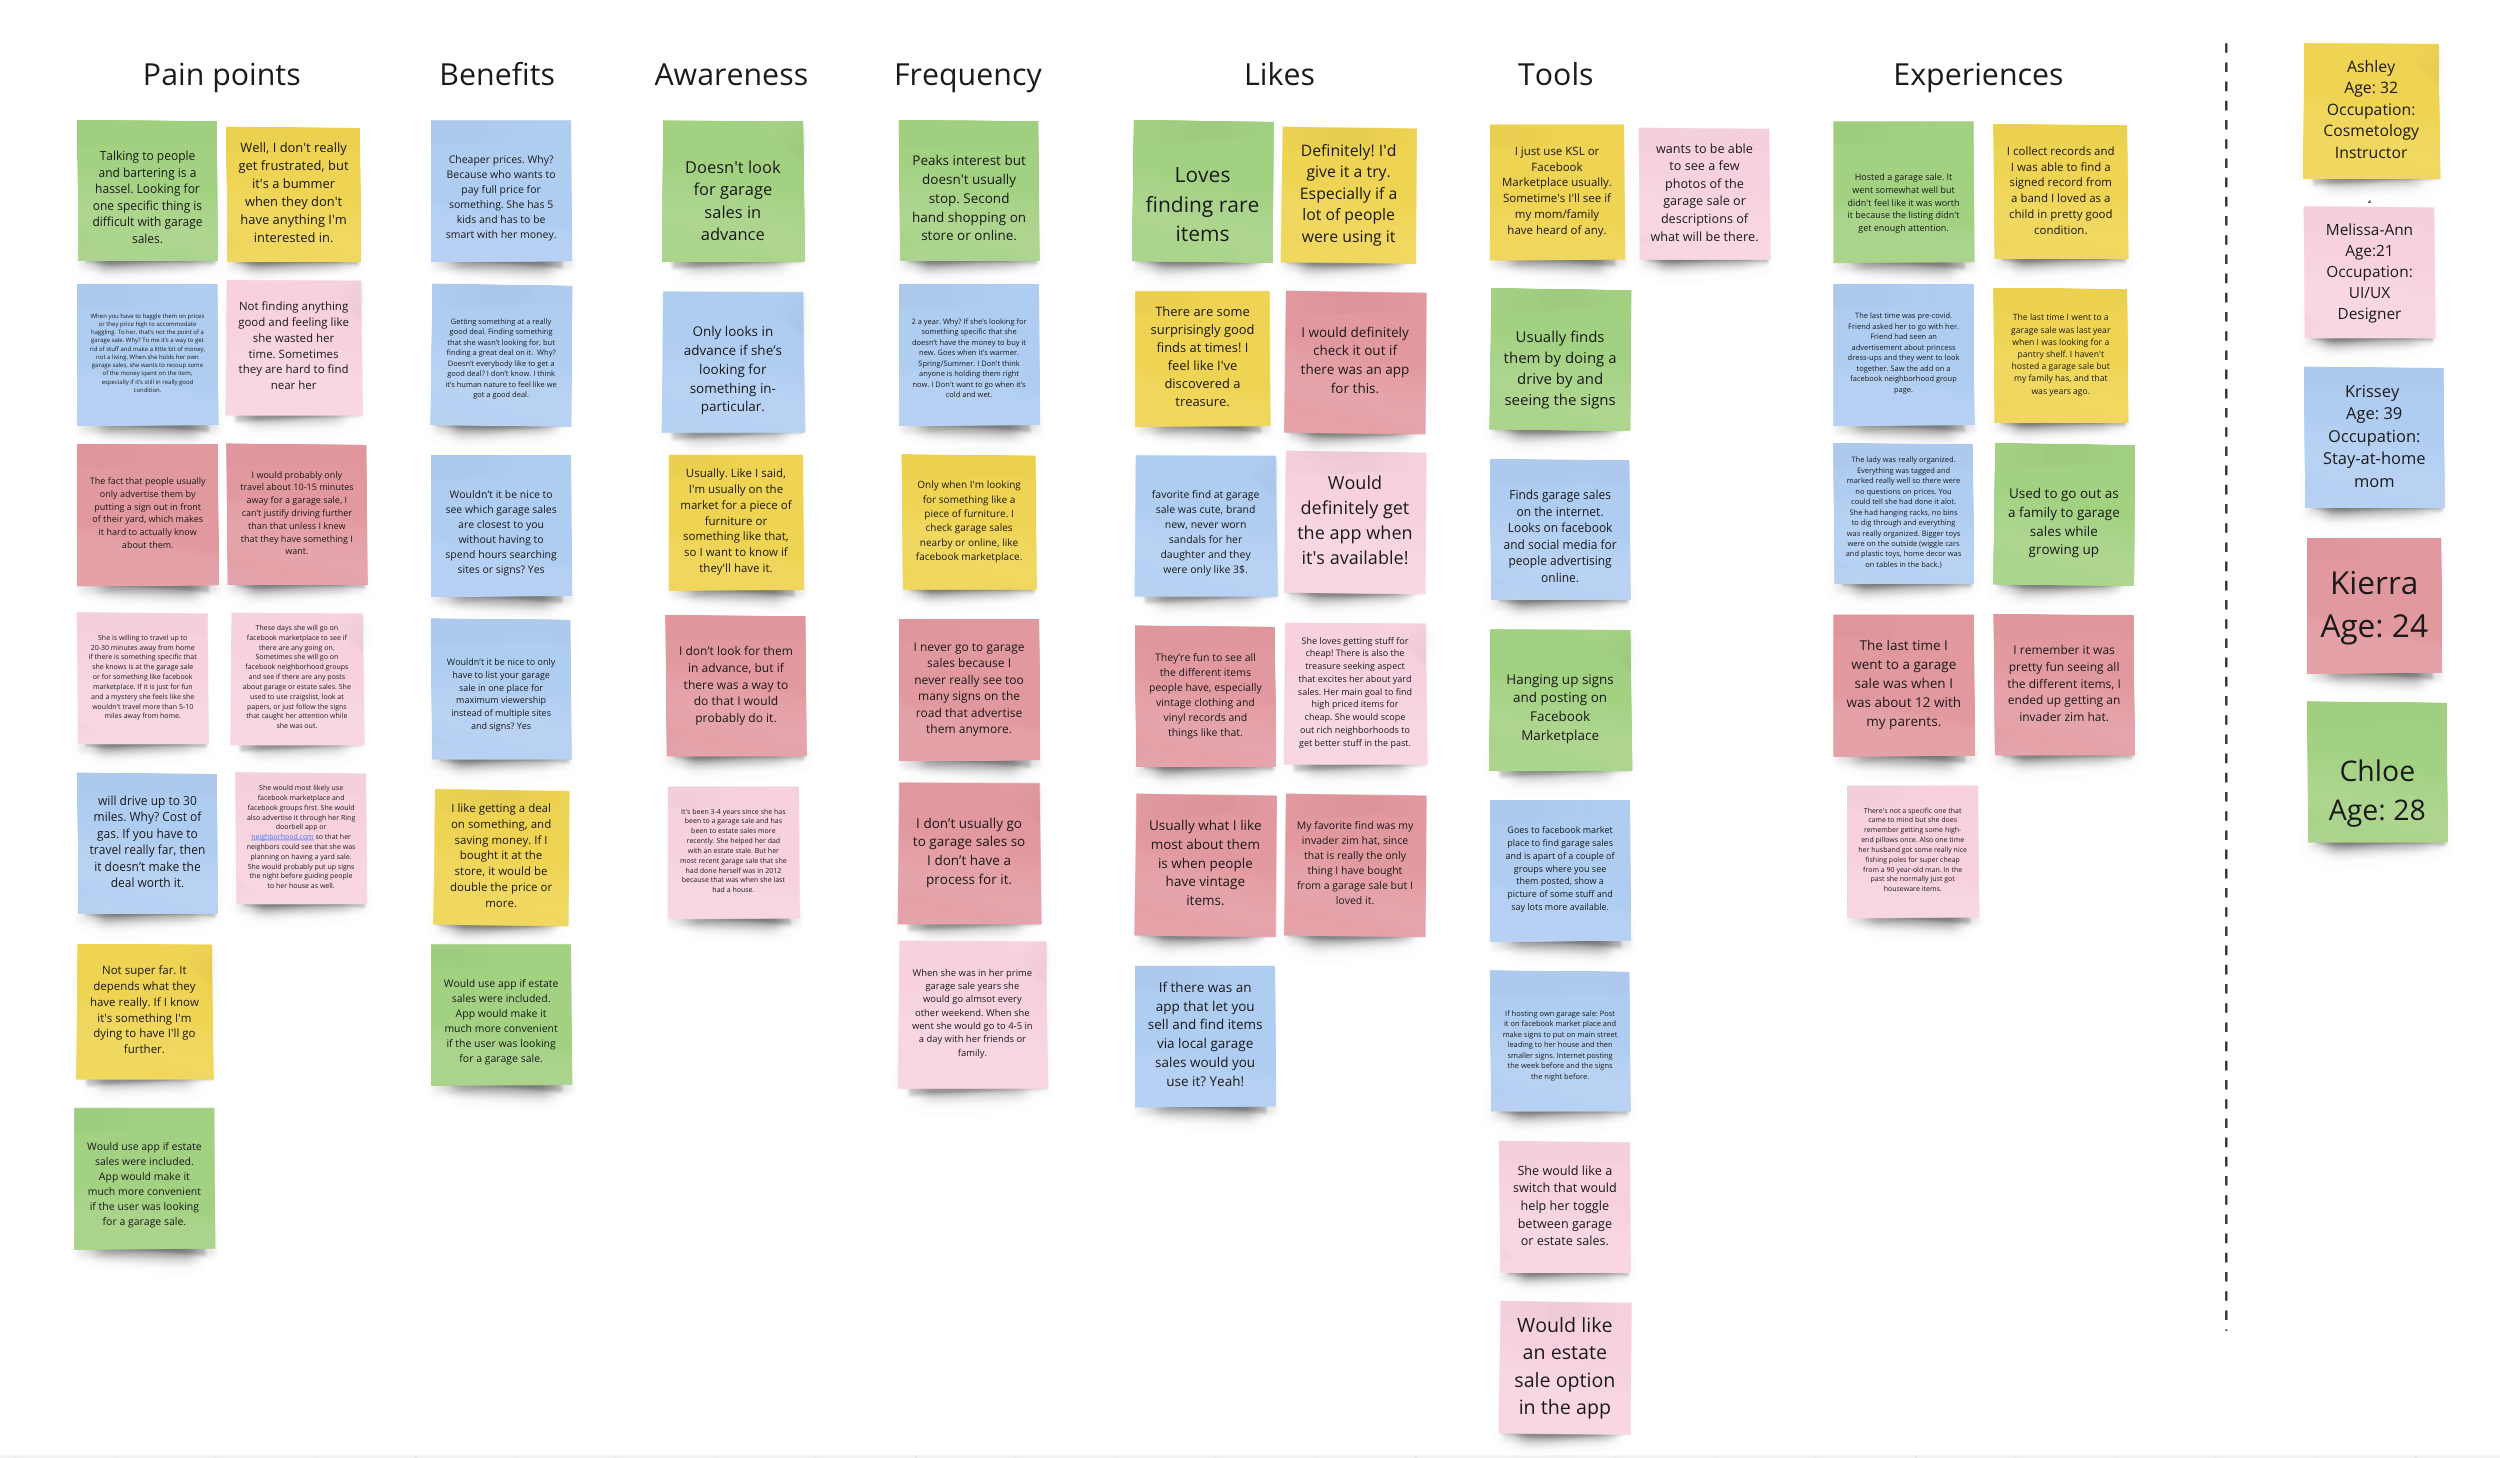 Pain points
Talking to people
and bartering is a
hassel. Looking for
one specific thing is
difficult with garage
sales.
Well, I don't really
get frustrated, but
it's a bummer
when they don't
have anything I'm
interested in.
When you have to haggle them on prices
or they price high to accommodate
haggling. To her, that's not the point of a
garage sale. Why? To me it's a way to get
rid of stuff and make a little bit of money,
not a living. When she holds her own
garage sales, she wants to recoup some
of the money spent on the item,
especially if it's still in really good
condition.
Not finding anything
good and feeling like
she wasted her
time. Sometimes
they are hard to find
near her
The fact that people usually
only advertise them by
putting a sign out in front
of their yard, which makes
it hard to actually know
about them.
I would probably only
travel about 10-15 minutes
away for a garage sale, I
can't justify driving further
than that unless I knew
that they have something I
want.
She is willing to travel up to
20-30 minutes away from home
if there is something specific that
she knows is at the garage sale
or for something like facebook
marketplace. If it is just for fun
and a mystery she feels like she
wouldn't travel more than 5-10
miles away from home.
These days she will go on
facebook marketplace to see if
there are any going on.
Sometimes she will go on
facebook neighborhood groups
and see if there are any posts
about garage or estate sales. She
used to use craigslist, look at
papers, or just follow the signs
that caught her attention while
she was out.
will drive up to 30
miles. Why? Cost of
gas. If you have to
travel really far, then
it doesn't make the
deal worth it.
She would most likely use
facebook marketplace and
facebook groups first. She would
also advertise it through her Ring
doorbell app or
neighborhood.com so that her
neighbors could see that she was
planning on having a yard sale.
She would probably put up signs
the night before guiding people
to her house as well.
Not super far. It
depends what they
have really. If I know
it's something I'm
dying to have I'll go
further.
Would use app if estate
sales were included.
App would make it
much more convenient
if the user was looking
for a garage sale.
Benefits
Cheaper prices. Why?
Because who wants to
pay full price for
something. She has 5
kids and has to be
smart with her money.
Getting something at a really
good deal. Finding something
that she wasn't looking for, but
finding a great deal on it.  Why?
Doesn't everybody like to get a
good deal? I don't know. I think
it's human nature to feel like we
got a good deal.
Wouldn't it be nice to
see which garage sales
are closest to you
without having to
spend hours searching
sites or signs? Yes
Wouldn't it be nice to only
have to list your garage
sale in one place for
maximum viewership
instead of multiple sites
and signs? Yes
I like getting a deal
on something, and
saving money. If I
bought it at the
store, it would be
double the price or
more.
Would use app if estate
sales were included.
App would make it
much more convenient
if the user was looking
for a garage sale.
Awareness
Doesn't look
for garage
sales in
advance
Only looks in
advance if she's
looking for
something in-
particular.
Usually. Like I said,
I'm usually on the
market for a piece of
furniture or
something like that,
so I want to know if
they'll have it.
I don't look for them
in advance, but if
there was a way to
do that I would
probably do it.
It's been 3-4 years since she has
been to a garage sale and has
been to estate sales more
recently. She helped her dad
with an estate stale. But her
most recent garage sale that she
had done herself was in 2012
because that was when she last
had a house.
Frequency
Peaks interest but
doesn't usually
stop. Second
hand shopping on
store or online.
2 a year. Why? If she's looking for
something specific that she
doesn't have the money to buy it
new. Goes when it's warmer.
Spring/Summer. I Don't think
anyone is holding them right
now. I Don't want to go when it's
cold and wet.
Only when I'm looking
for something like a
piece of furniture. I
check garage sales
nearby or online, like
facebook marketplace.
I never go to garage
sales because I
never really see too
many signs on the
road that advertise
them anymore.
I don't usually go
to garage sales so
I don't have a
process for it.
When she was in her prime
garage sale years she
would go almsot every
other weekend. When she
went she would go to 4-5 in
a day with her friends or
family.
Likes
Loves
finding rare
items
Definitely! I'd
give it a try.
Especially if a
lot of people
were using it
There are some
surprisingly good
finds at times! I
feel like I've
discovered a
treasure.
I would definitely
check it out if
there was an app
for this.
favorite find at garage
sale was cute, brand
new, never worn
sandals for her
daughter and they
were only like 3$.
Would
definitely get
the app when
it's available!
They're fun to see all
the different items
people have, especially
vintage clothing and
vinyl records and
things like that.
She loves getting stuff for
cheap! There is also the
treasure seeking aspect
that excites her about yard
sales. Her main goal to find
high priced items for
cheap. She would scope
out rich neighborhoods to
get better stuff in the past.
Usually what I like
most about them
is when people
have vintage
items.
My favorite find was my
invader zim hat, since
that is really the only
thing I have bought
from a garage sale but I
loved it.
If there was an
app that let you
sell and find items
via local garage
sales would you
use it? Yeah!
Tools
I just use KSL or
Facebook
Marketplace usually.
Sometime's I'll see if
my mom/family
have heard of any.
wants to be able
to see a few
photos of the
garage sale or
descriptions of
what will be there.
Usually finds
them by doing a
drive by and
seeing the signs
Finds garage sales
on the internet.
Looks on facebook
and social media for
people advertising
online.
Hanging up signs
and posting on
Facebook
Marketplace
Goes to facebook market
place to find garage sales
and is apart of a couple of
groups where you see
them posted, show a
picture of some stuff and
say lots more available.
If hosting own garage sale: Post
it on facebook market place and
make signs to put on main street
leading to her house and then
smaller signs. Internet posting
the week before and the signs
the night before.
She would like a
switch that would
help her toggle
between garage
or estate sales.
Would like
an estate
sale option
in the app
Experiences
Hosted a garage sale. It
went somewhat well but
didn't feel like it was worth
it because the listing didn't
get enough attention.
I collect records and
I was able to find a
signed record from
a band I loved as a
child in pretty good
condition.
The last time was pre-covid.
Friend asked her to go with her.
Friend had seen an
advertisement about princess
dress-ups and they went to look
together. Saw the add on a
facebook neighborhood group
page.
The last time I went to a
garage sale was last year
when I was looking for a
pantry shelf. I haven't
hosted a garage sale but
my family has, and that
was years ago.
The lady was really organized.
Everything was tagged and
marked really well so there were
no questions on prices. You
could tell she had done it alot.
She had hanging racks, no bins
to dig through and everything
was really organized. Bigger toys
were on the outside (wiggle cars
and plastic toys, home decor was
on tables in the back.)
Used to go out as
a family to garage
sales while
growing up
The last time I
went to a garage
sale was when I
was about 12 with
my parents.
I remember it was
pretty fun seeing all
the different items, I
ended up getting an
invader zim hat.
There's not a specific one that
came to mind but she does
remember getting some high-
end pillows once. Also one time
her husband got some really nice
fishing poles for super cheap
from a 90 year-old man. In the
past she normally just got
houseware items.
Ashley
Age: 32
Occupation:
Cosmetology
Instructor
Melissa-Ann
Age:21
Occupation:
UI/UX
Designer
Krissey
Age: 39
Occupation:
Stay-at-home
mom
Kierra
Age: 24
Chloe
Age: 28